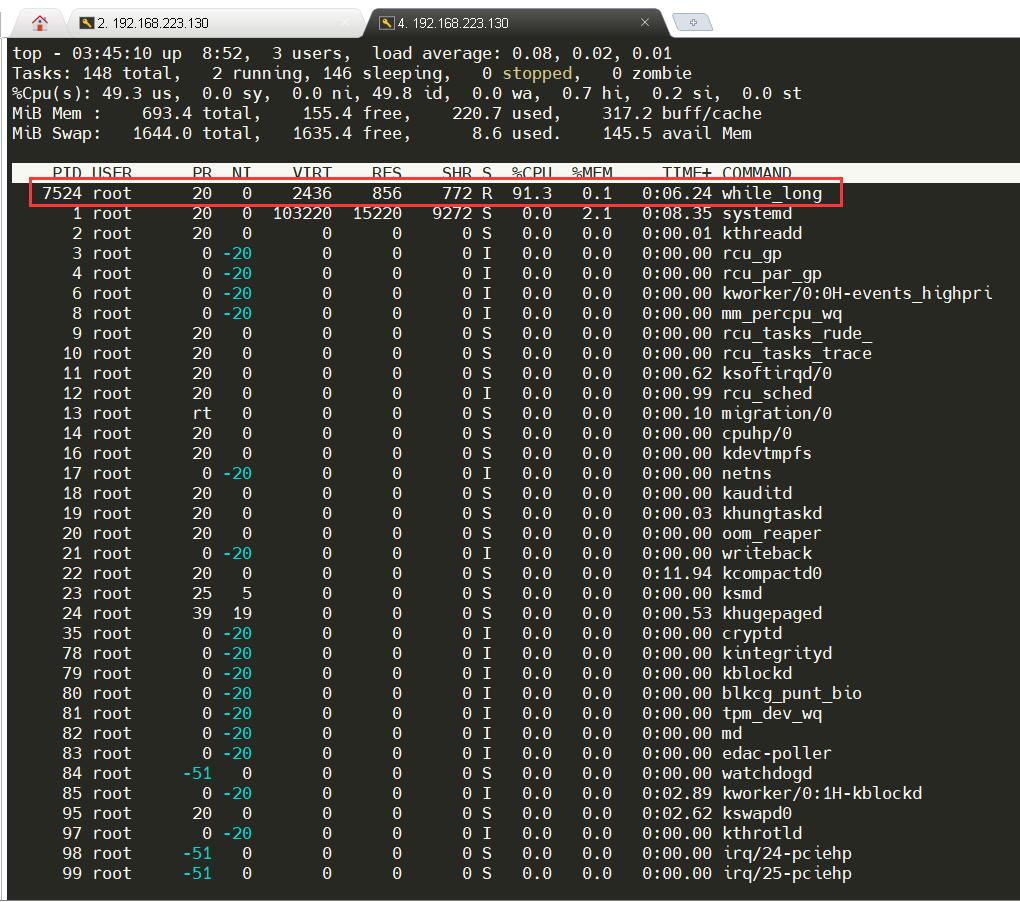 2. 192.168.223.130
4. 192.168.223.130
top - 03:45:10 up  8:52,  3 users,  load average: 0.08, 0.02, 0.01
Tasks: 148 total,   2 running, 146 sleeping,   0 stopped,   0 zombie
%Cpu(s): 49.3 us,  0.0 sy,  0.0 ni, 49.8 id,  0.0 wa,  0.7 hi,  0.2 si,  0.0 st
MiB Mem :    693.4 total,    155.4 free,    220.7 used,    317.2 buff/cache
MiB Swap:   1644.0 total,   1635.4 free,      8.6 used.    145.5 avail Mem
PID USER      PR  NI    VIRT    RES    SHR S  %CPU  %MEM     TIME+ COMMAND
7524 root      20   0    2436    856    772 R  91.3   0.1   0:06.24 while_long
1 root      20   0  103220  15220   9272 S   0.0   2.1   0:08.35 systemd
2 root      20   0       0      0      0 S   0.0   0.0   0:00.01 kthreadd
3 root       0 -20       0      0      0 I   0.0   0.0   0:00.00 rcu_gp
4 root       0 -20       0      0      0 I   0.0   0.0   0:00.00 rcu_par_gp
6 root       0 -20       0      0      0 I   0.0   0.0   0:00.00 kworker/0:0H-events_highpri
8 root       0 -20       0      0      0 I   0.0   0.0   0:00.00 mm_percpu_wq
9 root      20   0       0      0      0 S   0.0   0.0   0:00.00 rcu_tasks_rude_
10 root      20   0       0      0      0 S   0.0   0.0   0:00.00 rcu_tasks_trace
11 root      20   0       0      0      0 S   0.0   0.0   0:00.62 ksoftirqd/0
12 root      20   0       0      0      0 I   0.0   0.0   0:00.99 rcu_sched
13 root      rt   0       0      0      0 S   0.0   0.0   0:00.10 migration/0
14 root      20   0       0      0      0 S   0.0   0.0   0:00.00 cpuhp/0
16 root      20   0       0      0      0 S   0.0   0.0   0:00.00 kdevtmpfs
17 root       0 -20       0      0      0 I   0.0   0.0   0:00.00 netns
18 root      20   0       0      0      0 S   0.0   0.0   0:00.00 kauditd
19 root      20   0       0      0      0 S   0.0   0.0   0:00.03 khungtaskd
20 root      20   0       0      0      0 S   0.0   0.0   0:00.00 oom_reaper
21 root       0 -20       0      0      0 I   0.0   0.0   0:00.00 writeback
22 root      20   0       0      0      0 S   0.0   0.0   0:11.94 kcompactd0
23 root      25   5       0      0      0 S   0.0   0.0   0:00.00 ksmd
24 root      39  19       0      0      0 S   0.0   0.0   0:00.53 khugepaged
35 root       0 -20       0      0      0 I   0.0   0.0   0:00.00 cryptd
78 root       0 -20       0      0      0 I   0.0   0.0   0:00.00 kintegrityd
79 root       0 -20       0      0      0 I   0.0   0.0   0:00.00 kblockd
80 root       0 -20       0      0      0 I   0.0   0.0   0:00.00 blkcg_punt_bio
81 root       0 -20       0      0      0 I   0.0   0.0   0:00.00 tpm_dev_wq
82 root       0 -20       0      0      0 I   0.0   0.0   0:00.00 md
83 root       0 -20       0      0      0 I   0.0   0.0   0:00.00 edac-poller
84 root     -51   0       0      0      0 S   0.0   0.0   0:00.00 watchdogd
85 root       0 -20       0      0      0 I   0.0   0.0   0:02.89 kworker/0:1H-kblockd
95 root      20   0       0      0      0 S   0.0   0.0   0:02.62 kswapd0
97 root       0 -20       0      0      0 I   0.0   0.0   0:00.00 kthrotld
98 root     -51   0       0      0      0 S   0.0   0.0   0:00.00 irq/24-pciehp
99 root     -51   0       0      0      0 S   0.0   0.0   0:00.00 irq/25-pciehp